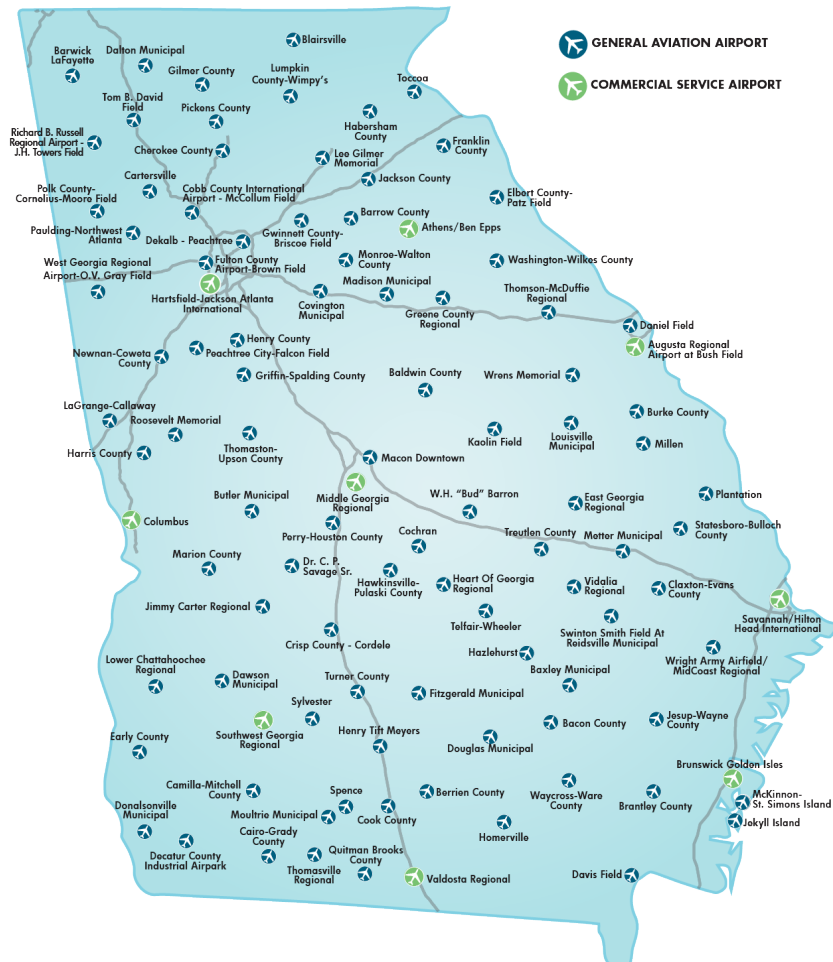 GENERAL AVIATION AIRPORT
COMMERCIAL SERVICE AIRPORT
Blairsville
Barwick
LaFayette
Dalton Municipal
Gilmer County
Lumpkin
County-Wimpy's
Toccoa
Tom B. David
Field
Pickens County
Habersham
County
Richard B. Russell
Regional Airport -
J.H. Towers Field
Cherokee County
Lee Gilmer
Memorial
Franklin
County
Cartersville
Jackson County
Polk County-
Cornelius-Moore Field
Cobb County International
Airport - McCollum Field
Elbert County-
Patz Field
Paulding-Northwest
Atlanta
Dekalb - Peachtree
Gwinnett County-
Briscoe Field
Barrow County
Athens/Ben Epps
West Georgia Regional
Airport-O.V. Gray Field
Fulton County
Airport-Brown Field
Monroe-Walton
County
Washington-Wilkes County
Hartsfield-Jackson Atlanta
International
Covington
Municipal
Madison Municipal
Greene County
Regional
Thomson-McDuffie
Regional
Daniel Field
Augusta Regional
Airport at Bush Field
Henry County
Peachtree City-Falcon Field
Newnan-Coweta
County
Griffin-Spalding County
Baldwin County
Wrens Memorial
LaGrange-Callaway
Roosevelt Memorial
Burke County
Harris County
Thomaston-
Upson County
Kaolin Field
Louisville
Municipal
Millen
Macon Downtown
Butler Municipal
Middle Georgia
Regional
W.H. “Bud” Barron
East Georgia
Regional
Plantation
Columbus
Perry-Houston County
Cochran
Treutlen County
Metter Municipal
Statesboro-Bulloch
County
Marion County
Dr. C. P.
Savage Sr.
Hawkinsville-
Pulaski County
Heart Of Georgia
Regional
Vidalia
Regional
Claxton-Evans
County
Jimmy Carter Regional
Telfair-Wheeler
Swinton Smith Field At
Reidsville Municipal
Savannah/Hilton
Head International
Crisp County - Cordele
Hazlehurst
Wright Army Airfield/
MidCoast Regional
Lower Chattahoochee
Regional
Dawson
Municipal
Turner County
Fitzgerald Municipal
Baxley Municipal
Sylvester
Southwest Georgia
Regional
Henry Tift Meyers
Bacon County
Jesup-Wayne
County
Early County
Douglas Municipal
Brunswick Goldon Isles
Camilla-Mitchell
County
Spence
Berrien County
Waycross-Ware
County
Brantley County
McKinnon-
St. Simons Island
Donalsonville
Municipal
Moultrie Municipal
Cook County
Jekyll Island
Decatur County
Industrial Airpark
Cairo-Grady
County
Homerville
Thomasville
Regional
Quitman Brooks
County
Valdosta Regional
Davis Field